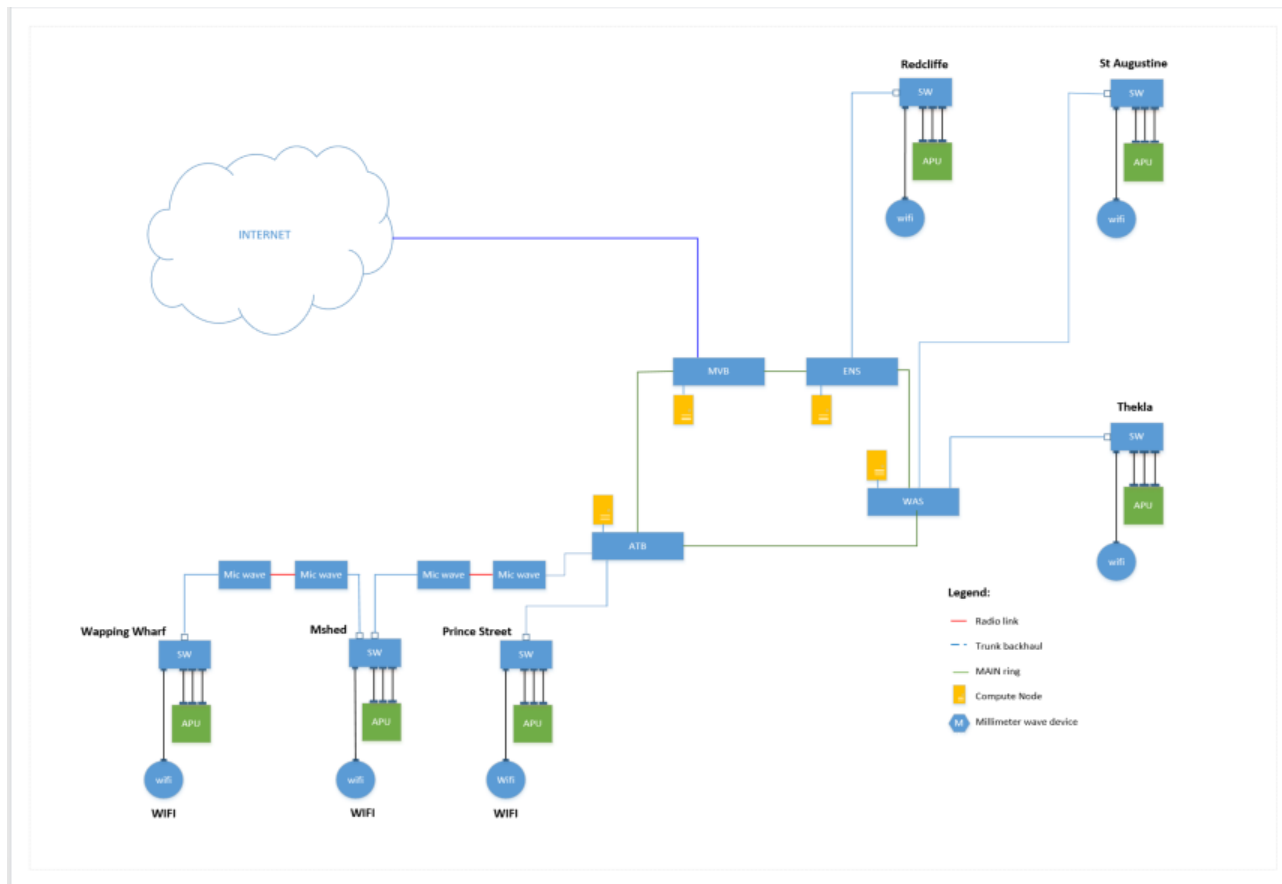 Redcliffe
St Augustine
SW
SW
APU
APU
wifi
wifi
INTERNET
MVB
ENS
Thekla
SW
WAS
APU
ATB
wifi
Mic wave
Mic wave
Mic wave
Mic wave
Legend:
Radio link
Trunk backhaul
MAIN ring
Compute Node
M
Millimeter wave device
Wapping Wharf
Mshed
Prince Street
SW
SW
SW
APU
APU
APU
wifi
wifi
Wifi
WIFI
WIFI
WIFI